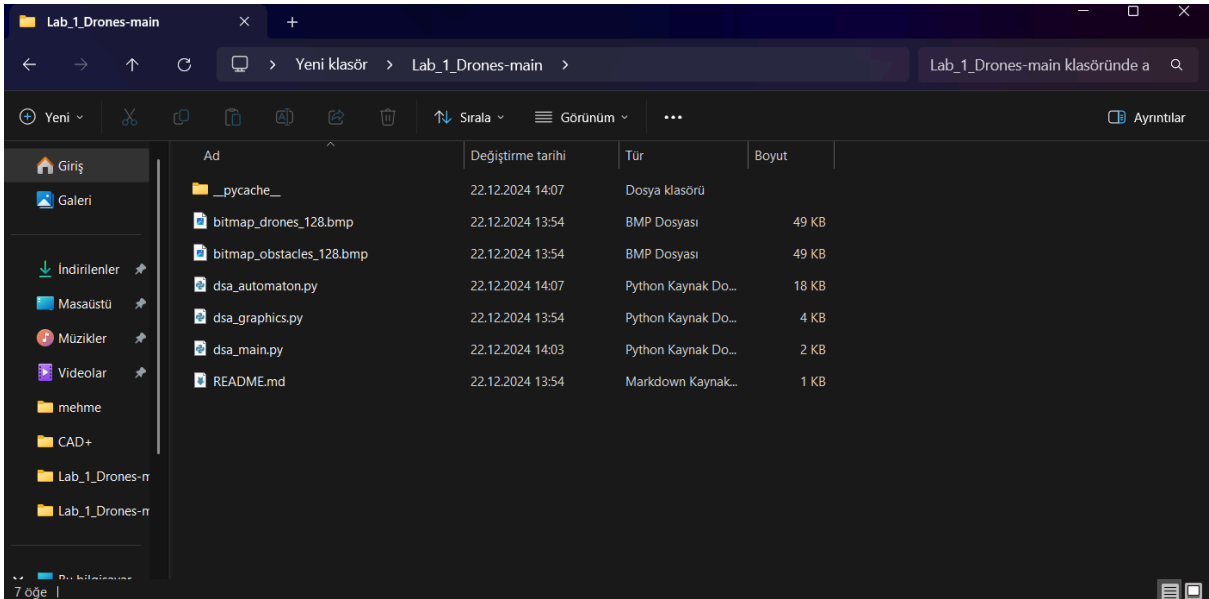 Lab_1_Drones-main
Yeni klasör > Lab_1_Drones-main >
Lab_1_Drones-main klasöründe a
Yeni
Sırala
Görünüm
Ayrıntılar
Giriş
Galeri
İndirilenler
Masaüstü
Müzikler
Videolar
mehme
CAD+
Lab_1_Drones-m
Lab_1_Drones-m
Bu bilgisayar
Ad Değiştirme tarihi Tür Boyut
__pycache__ 22.12.2024 14:07 Dosya klasörü
bitmap_drones_128.bmp 22.12.2024 13:54 BMP Dosyası 49 KB
bitmap_obstacles_128.bmp 22.12.2024 13:54 BMP Dosyası 49 KB
dsa_automaton.py 22.12.2024 14:07 Python Kaynak Do... 18 KB
dsa_graphics.py 22.12.2024 13:54 Python Kaynak Do... 4 KB
dsa_main.py 22.12.2024 14:03 Python Kaynak Do... 2 KB
README.md 22.12.2024 13:54 Markdown Kaynak... 1 KB
7 öğe